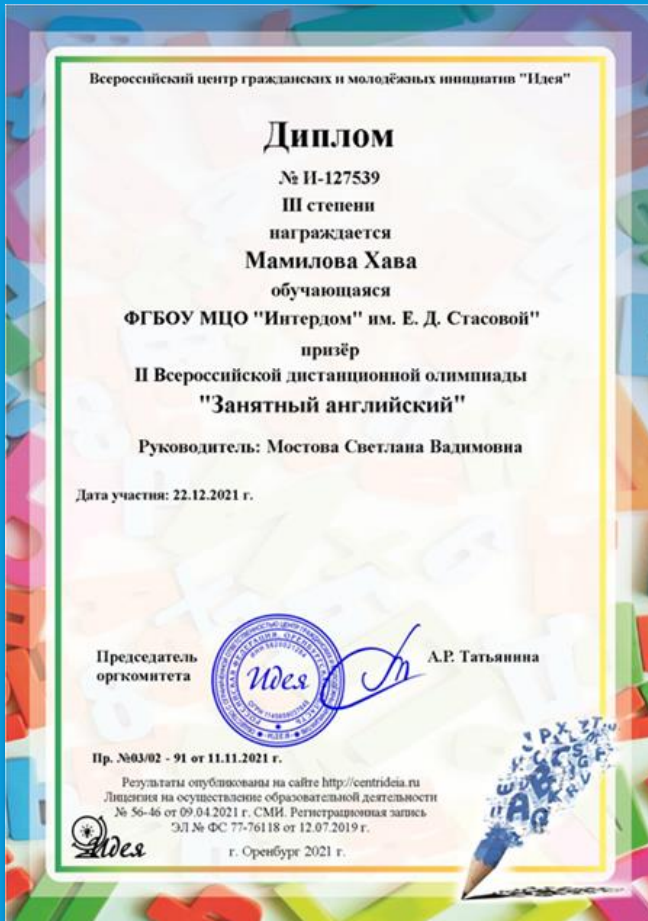 Всероссийский центр гражданских и молодёжных инициатив "Идея"
Диплом
№ И-127539
III степени
награждается
Мамилова Хава
обучающаяся
ФГБОУ МЦО "Интердом" им. Е. Д. Стасовой"
призёр
II Всероссийской дистанционной олимпиады
"Занятный английский"
Руководитель: Мостова Светлана Вадимовна
Дата участия: 22.12.2021 г.
Председатель
оргкомитета
Идея
А.Р. Татьянина
Пр. №03/02 - 91 от 11.11.2021 г.
Результаты опубликованы на сайте http://centrideia.ru
Лицензия на осуществление образовательной деятельности
№ 56-46 от 09.04.2021 г. СМИ. Регистрационная запись
ЭЛ № ФС 77-76118 от 12.07.2019 г.
Идея
г. Оренбург 2021 г.